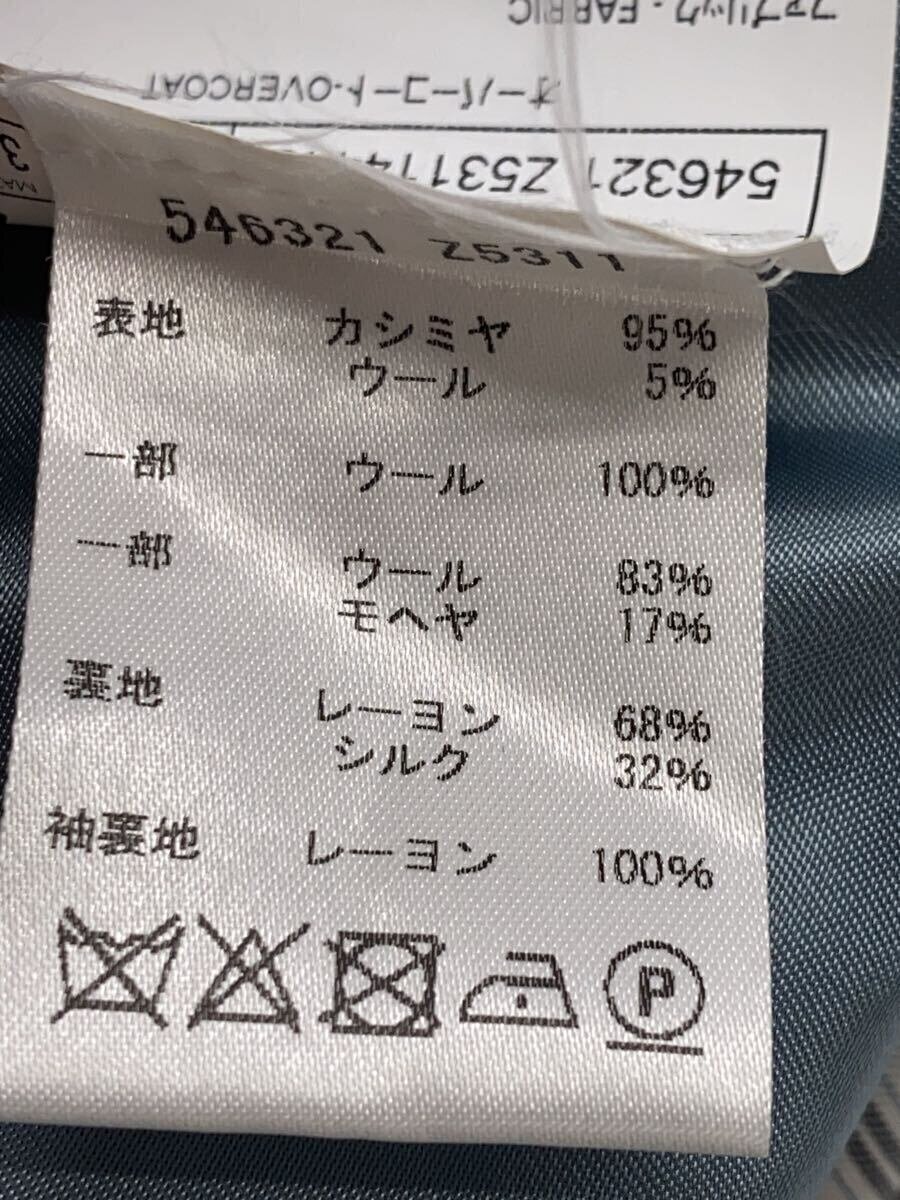 ファブリック・FABRIC
オーバーコート-OVERCOAT
546321 Z5311
546321 Z5311
表地 カシミヤ 95%
ウール 5%
一部 ウール 100%
一部 ウール 83%
モヘヤ 17%
裏地 レーヨン 68%
シルク 32%
袖裏地 レーヨン 100%
P